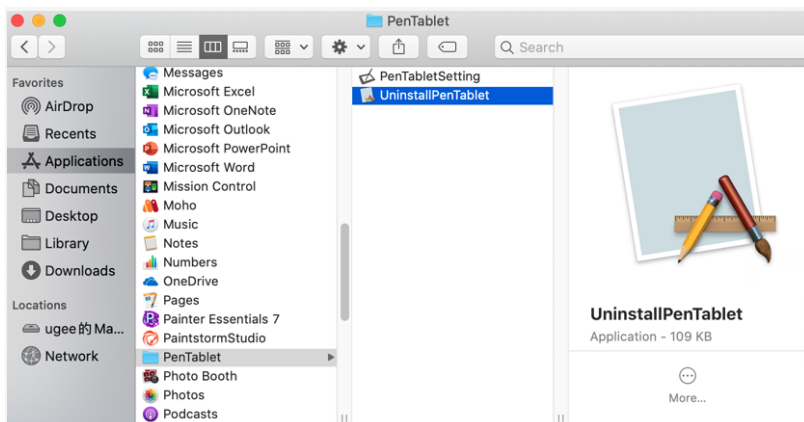 PenTablet
Search
Favorites
AirDrop
Recents
Applications
Documents
Desktop
Library
Downloads
Locations
ugee的 Ma...
Network
Messages
Microsoft Excel
Microsoft OneNote
Microsoft Outlook
Microsoft PowerPoint
Microsoft Word
Mission Control
Moho
Music
Notes
Numbers
OneDrive
Pages
Painter Essentials 7
PaintstormStudio
PenTablet
Photo Booth
Photos
Podcasts
PenTabletSetting
UninstallPenTablet
UninstallPenTablet
Application - 109 KB
More...